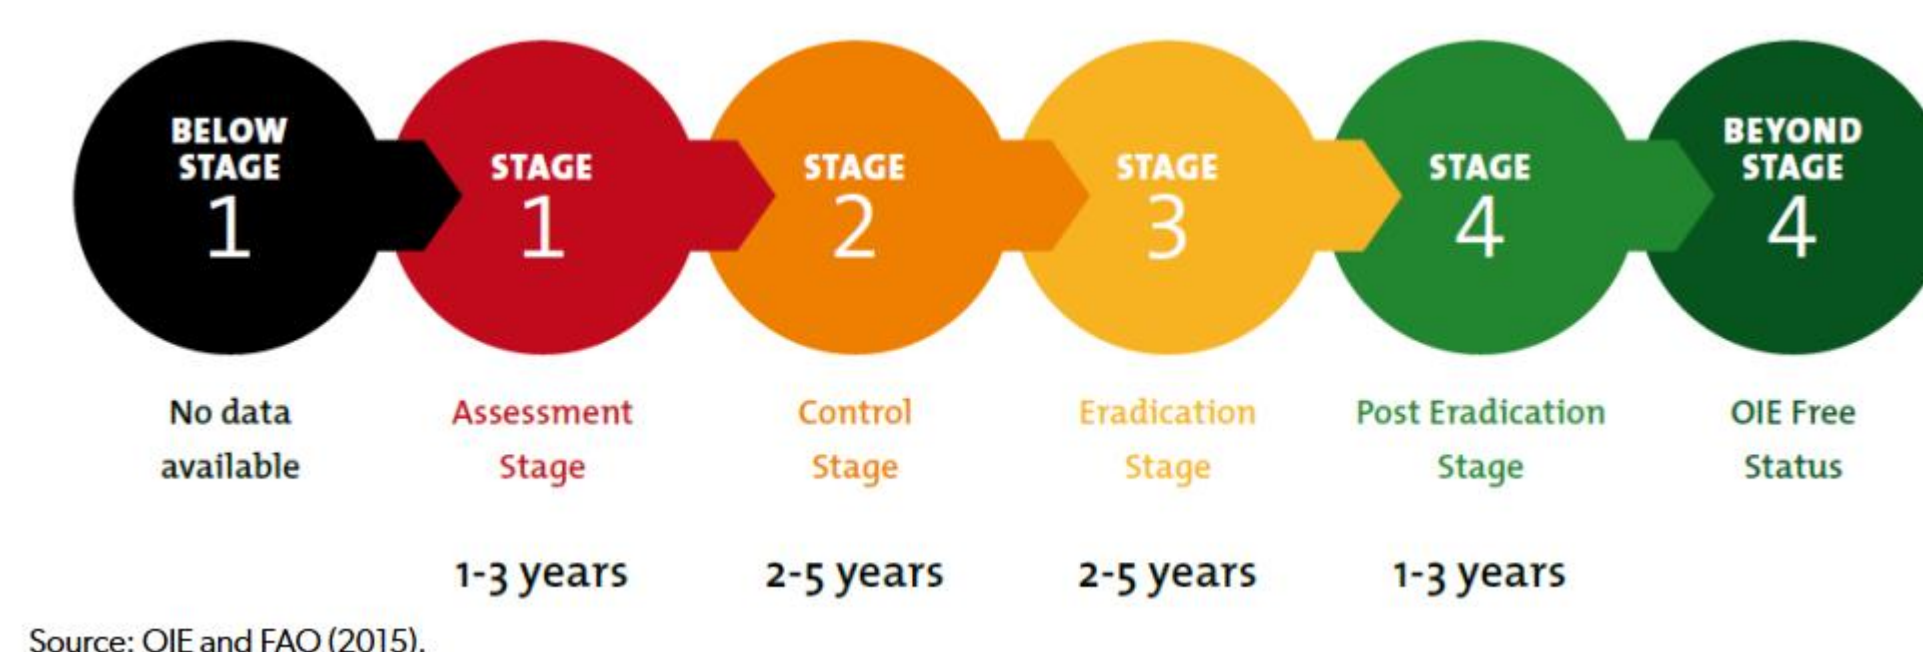 BELOW
STAGE
1
STAGE
1
STAGE
2
STAGE
3
STAGE
4
BEYOND
STAGE
4
No data
available
Assessment
Stage
Control
Stage
Eradication
Stage
Post Eradication
Stage
OIE Free
Status
1-3 years
2-5 years
2-5 years
1-3 years
Source: OIE and FAO (2015).